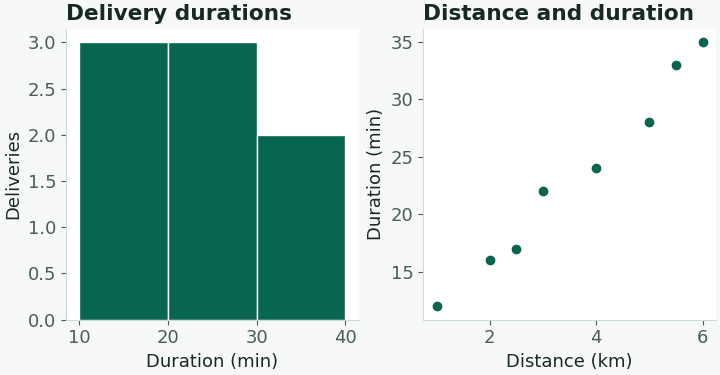 Delivery durations
3.0
2.5
2.0
1.5
1.0
0.5
0.0
Deliveries
10 20 30 40
Duration (min)
Distance and duration
35
30
25
20
15
Duration (min)
2 4 6
Distance (km)